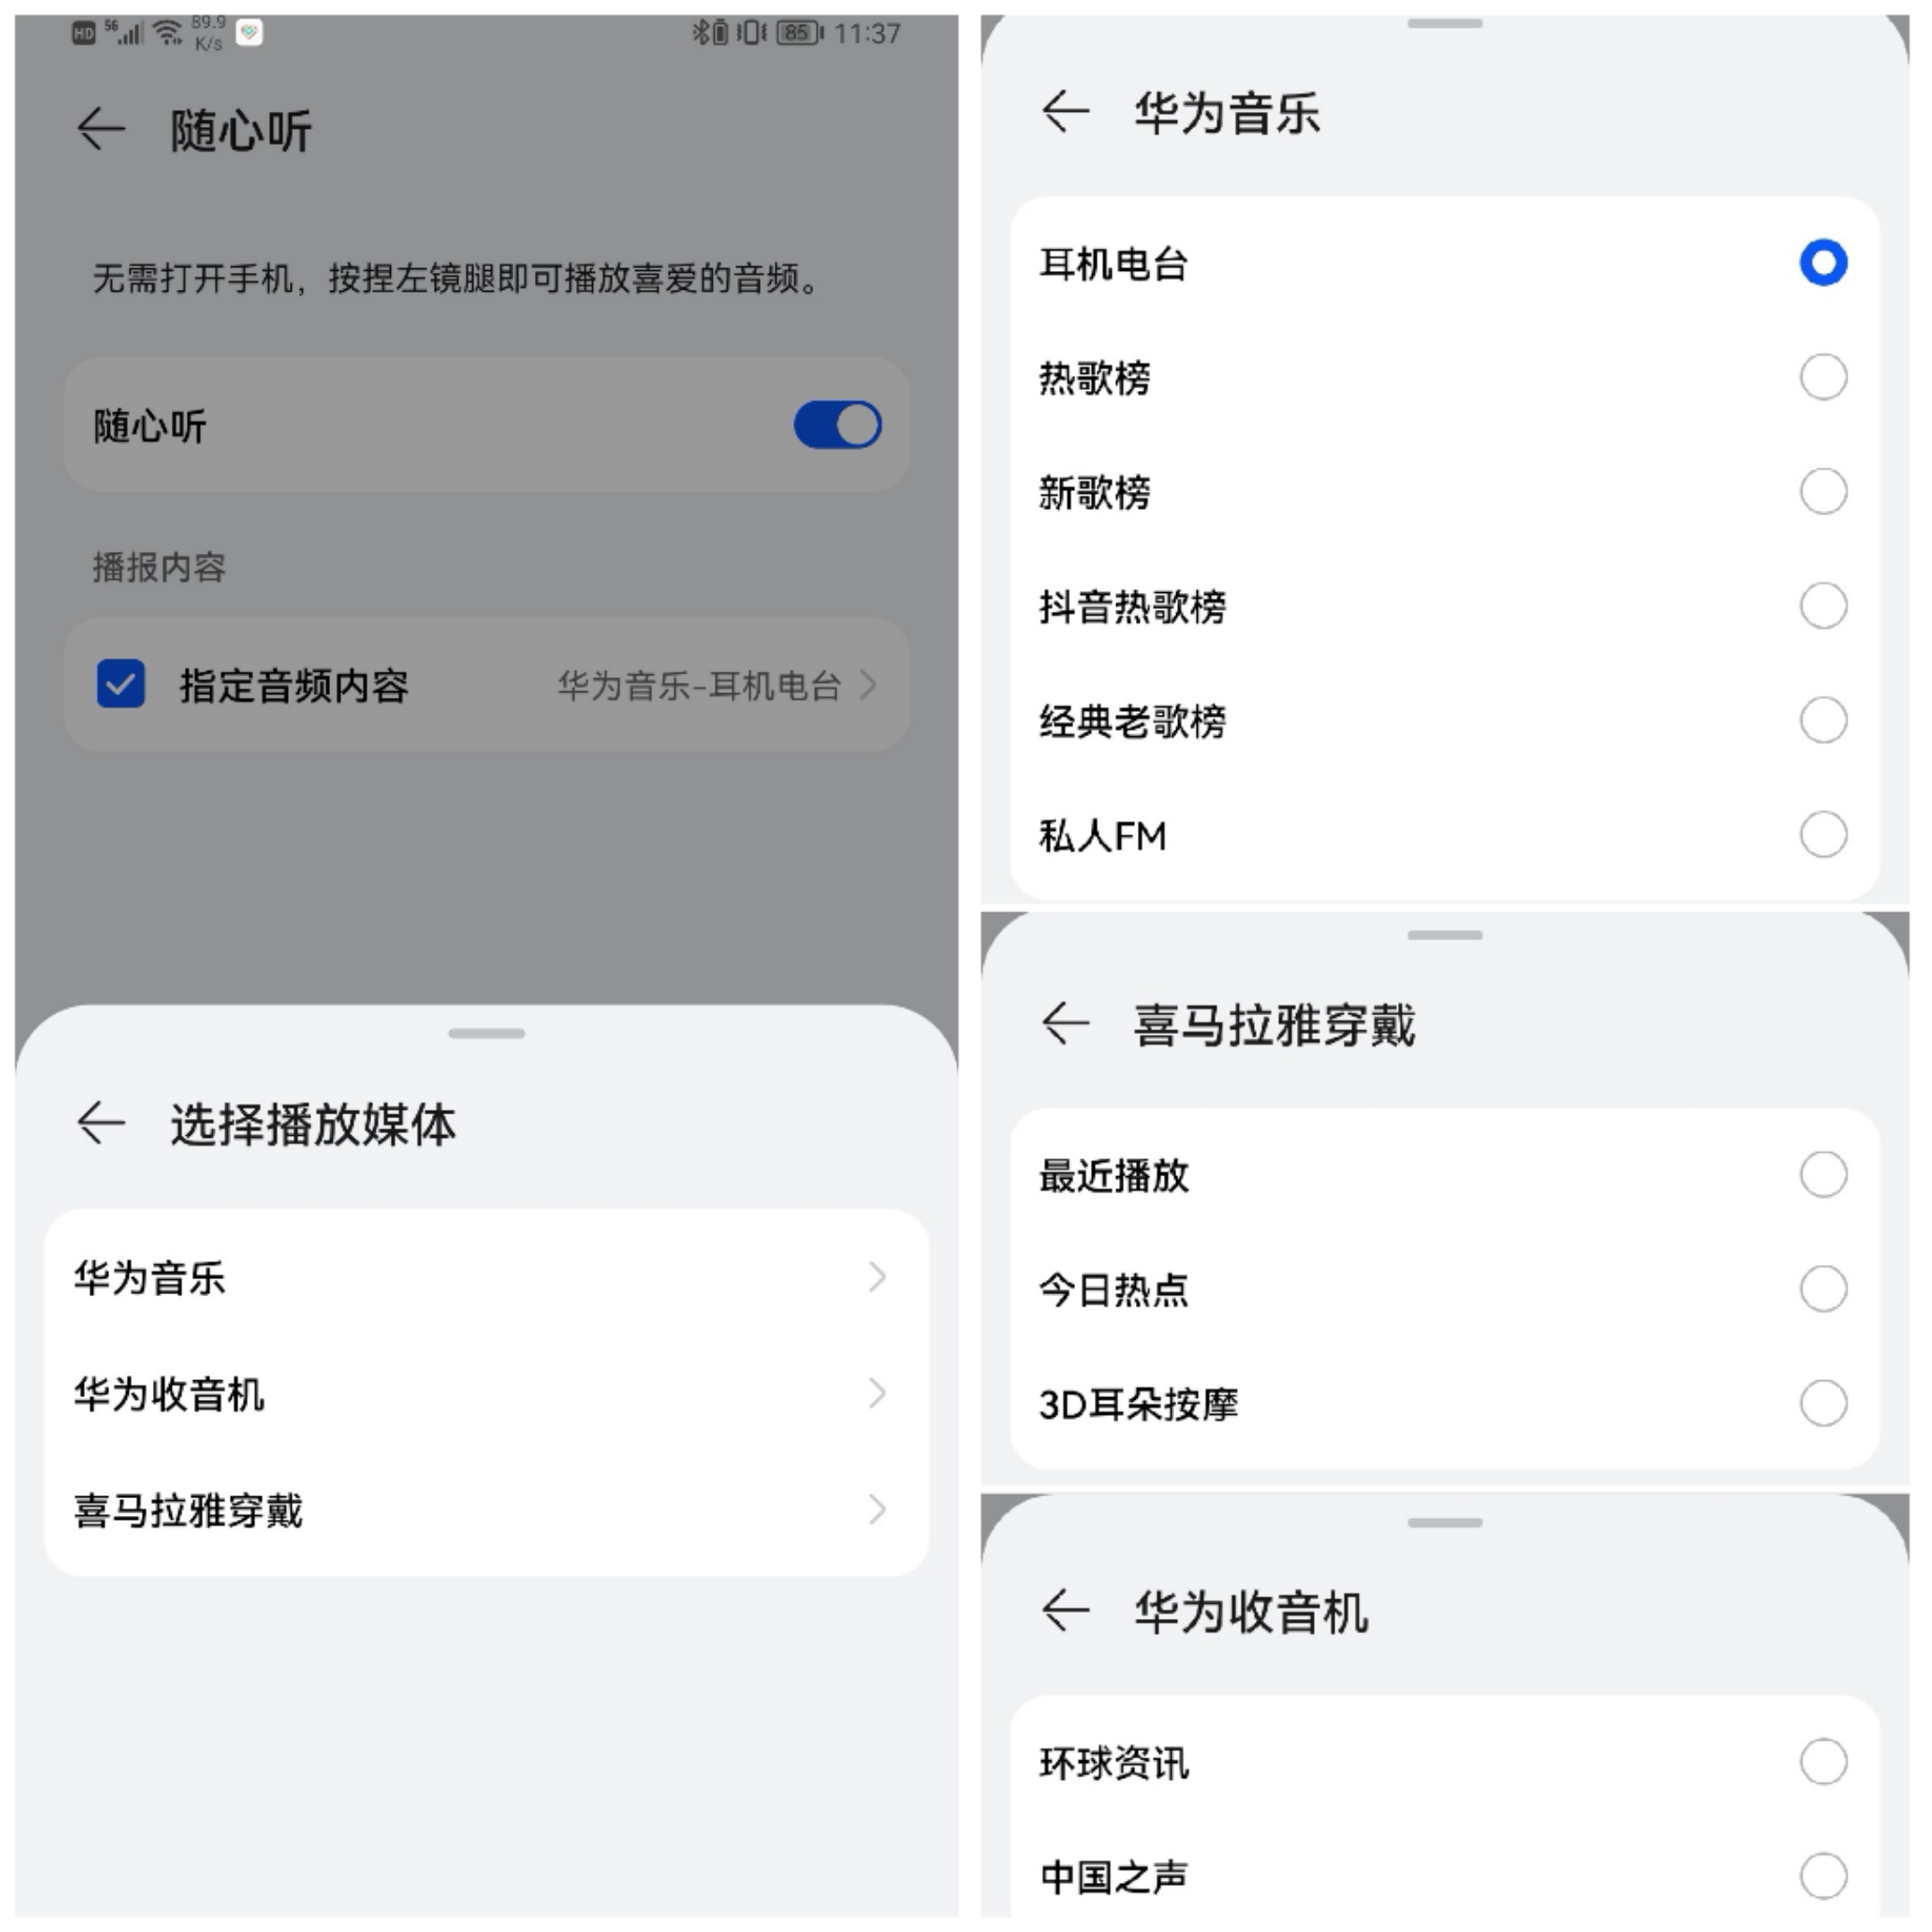 HD 5G 89.9 K/s 85 11:37
随心听
无需打开手机，按捏左镜腿即可播放喜爱的音频。
随心听
播报内容
指定音频内容 华为音乐-耳机电台
选择播放媒体
华为音乐
华为收音机
喜马拉雅穿戴
华为音乐
耳机电台
热歌榜
新歌榜
抖音热歌榜
经典老歌榜
私人FM
喜马拉雅穿戴
最近播放
今日热点
3D耳朵按摩
华为收音机
环球资讯
中国之声